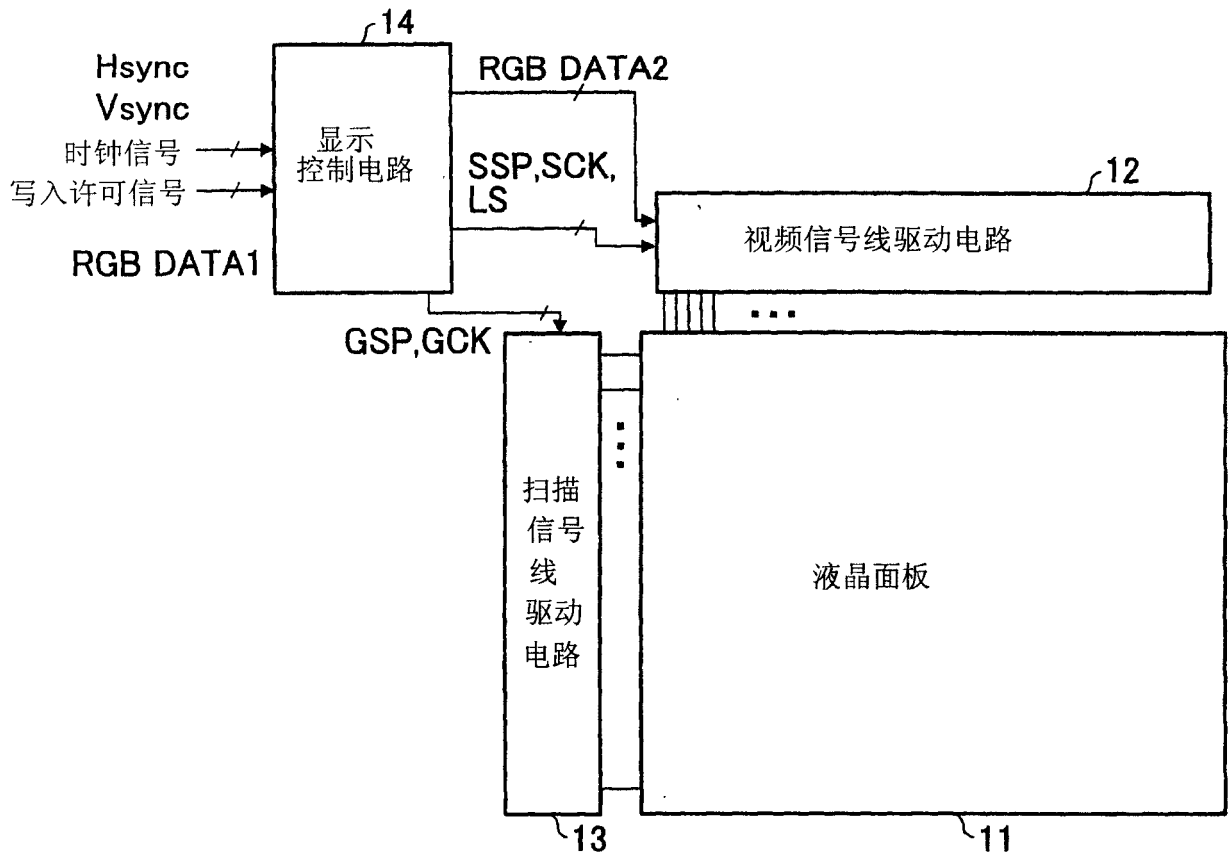 14
Hsync
Vsync
时钟信号
写入许可信号
RGB DATA1
显示
控制电路
RGB DATA2
SSP,SCK,
LS
12
视频信号线驱动电路
GSP,GCK
扫描
信号
线
驱动
电路
液晶面板
13
11